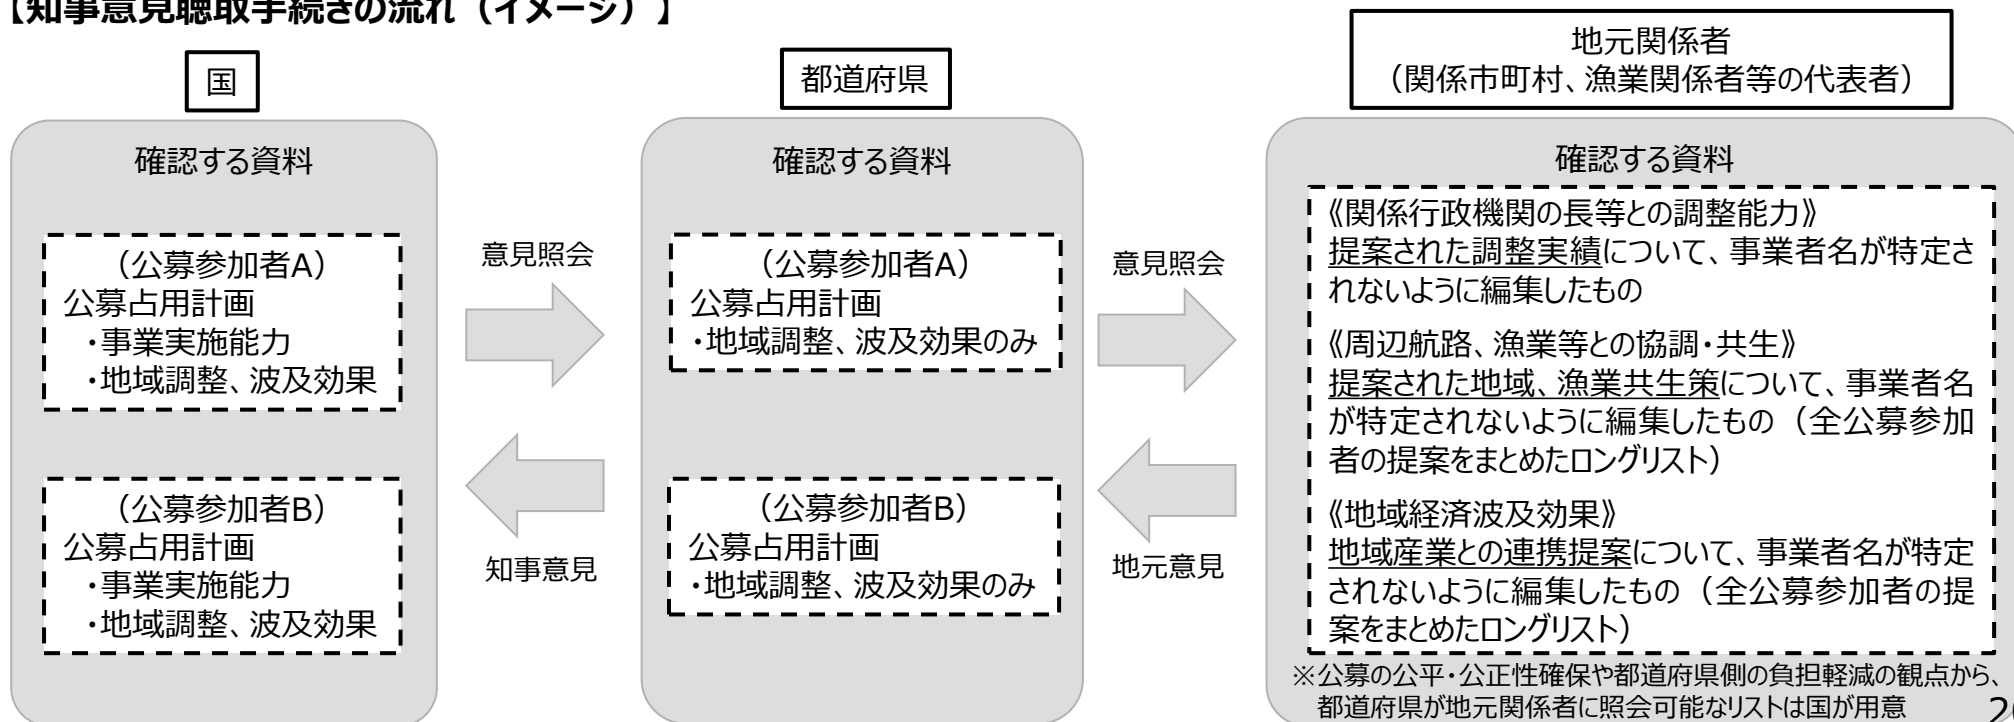 【知事意見聴取手続きの流れ（イメージ）】
国
確認する資料
（公募参加者A）
公募占用計画
・事業実施能力
・地域調整、波及効果
（公募参加者B）
公募占用計画
・事業実施能力
・地域調整、波及効果
意見照会
知事意見
都道府県
確認する資料
（公募参加者A）
公募占用計画
・地域調整、波及効果のみ
（公募参加者B）
公募占用計画
・地域調整、波及効果のみ
意見照会
地元意見
地元関係者
（関係市町村、漁業関係者等の代表者）
確認する資料
《関係行政機関の長等との調整能力》
提案された調整実績について、事業者名が特定さ
れないように編集したもの
《周辺航路、漁業等との協調・共生》
提案された地域、漁業共生策について、事業者名
が特定されないように編集したもの（全公募参加
者の提案をまとめたロングリスト）
《地域経済波及効果》
地域産業との連携提案について、事業者名が特定
されないように編集したもの（全公募参加者の提
案をまとめたロングリスト）
※公募の公平・公正性確保や都道府県側の負担軽減の観点から、
都道府県が地元関係者に照会可能なリストは国が用意
2